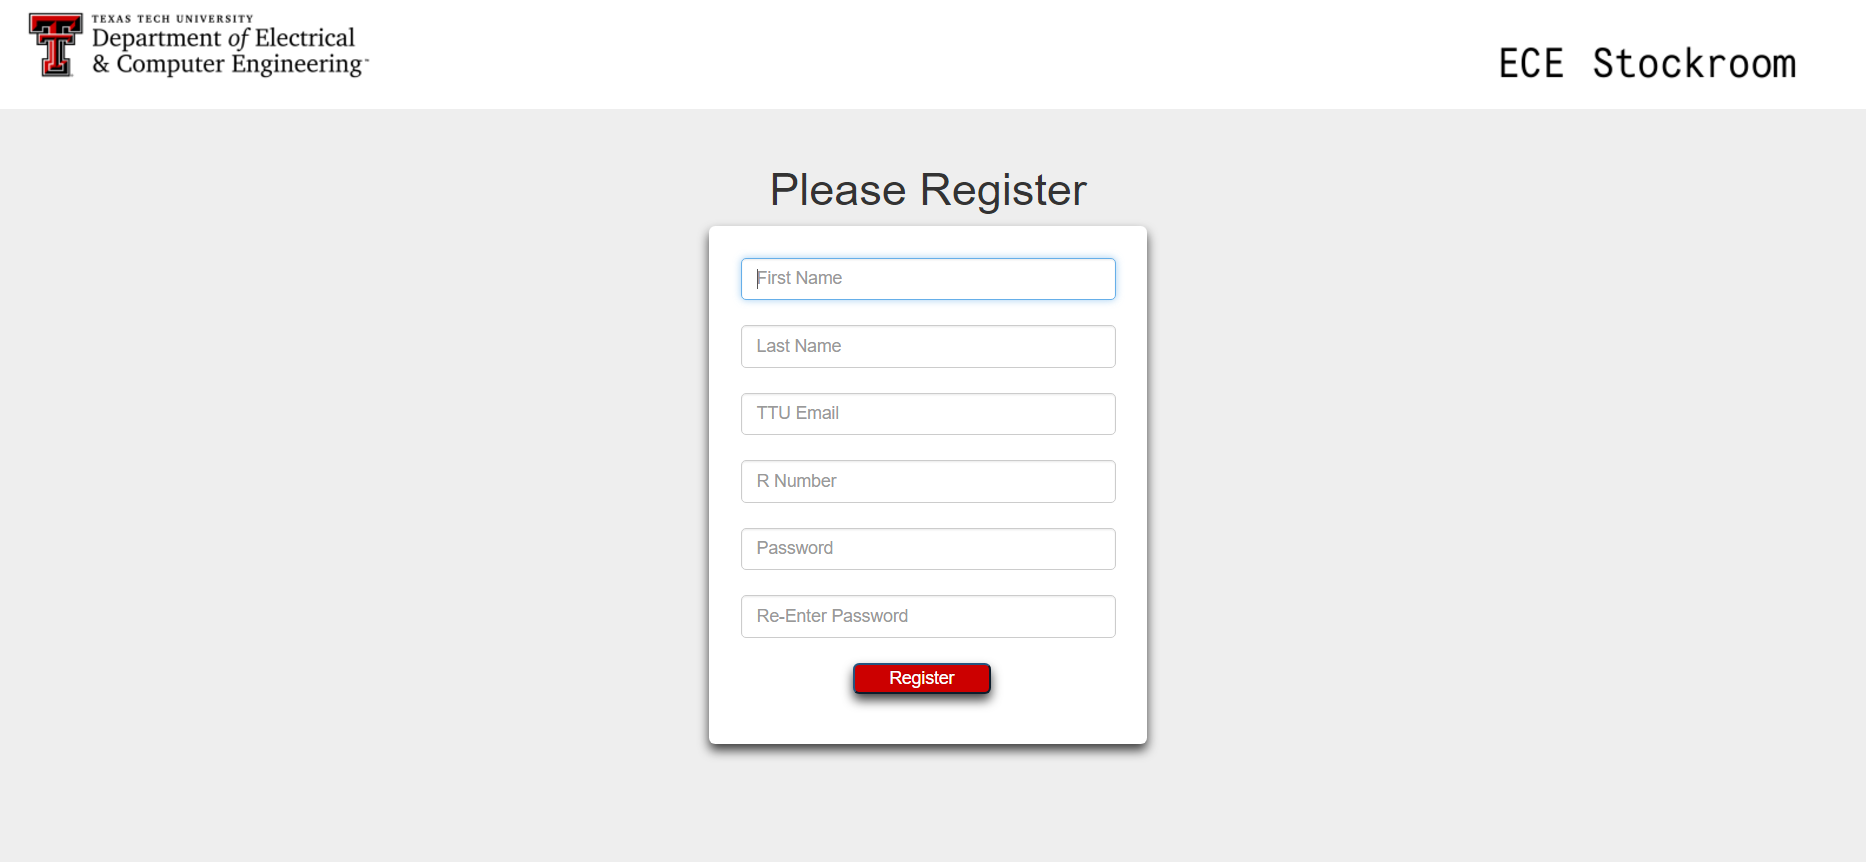 TEXAS TECH UNIVERSITY
Department of Electrical
& Computer Engineering™
ECE Stockroom
Please Register
First Name
Last Name
TTU Email
R Number
Password
Re-Enter Password
Register